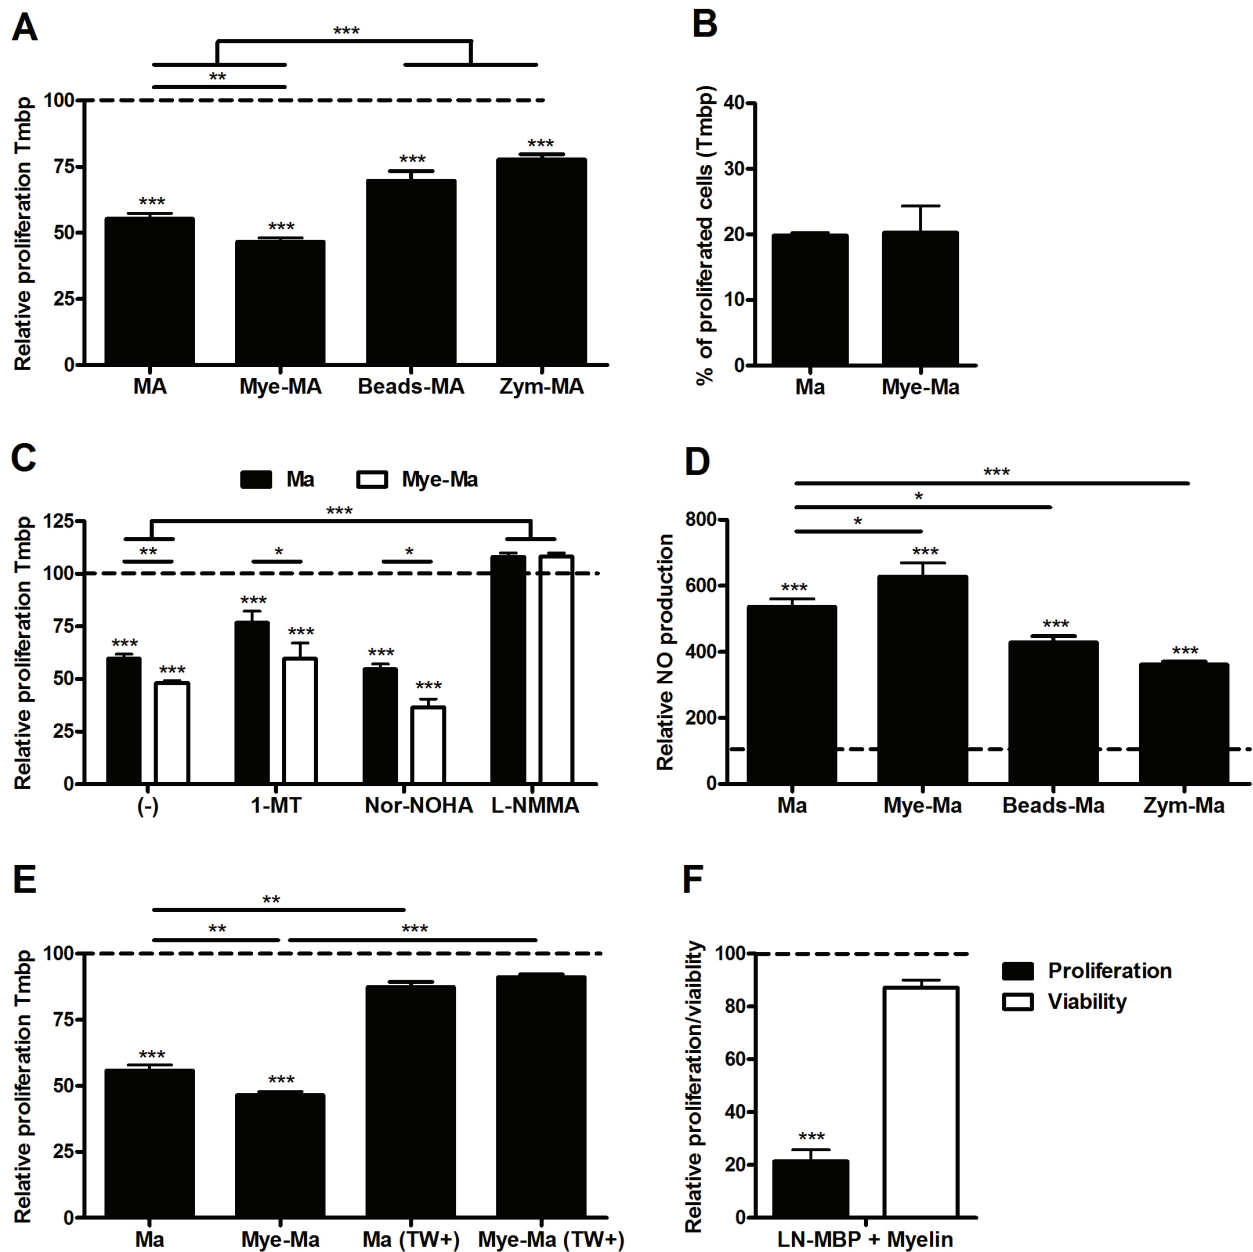 A
***
**
Relative proliferation Tmbp
100
75
50
25
0
***
***
***
***
MA
Mye-MA
Beads-MA
Zym-MA
B
% of proliferated cells (Tmbp)
40
30
20
10
0
Ma
Mye-Ma
C
Ma
Mye-Ma
***
**
*
*
Relative proliferation Tmbp
125
100
75
50
25
0
***
***
***
***
***
***
(-)
1-MT
Nor-NOHA
L-NMMA
D
***
*
*
Relative NO production
800
600
400
200
0
***
***
***
***
Ma
Mye-Ma
Beads-Ma
Zym-Ma
E
**
**
***
Relative proliferation Tmbp
100
75
50
25
0
***
***
Ma
Mye-Ma
Ma (TW+)
Mye-Ma (TW+)
F
Relative proliferation/viaiblity
100
80
60
40
20
0
***
Proliferation
Viability
LN-MBP + Myelin